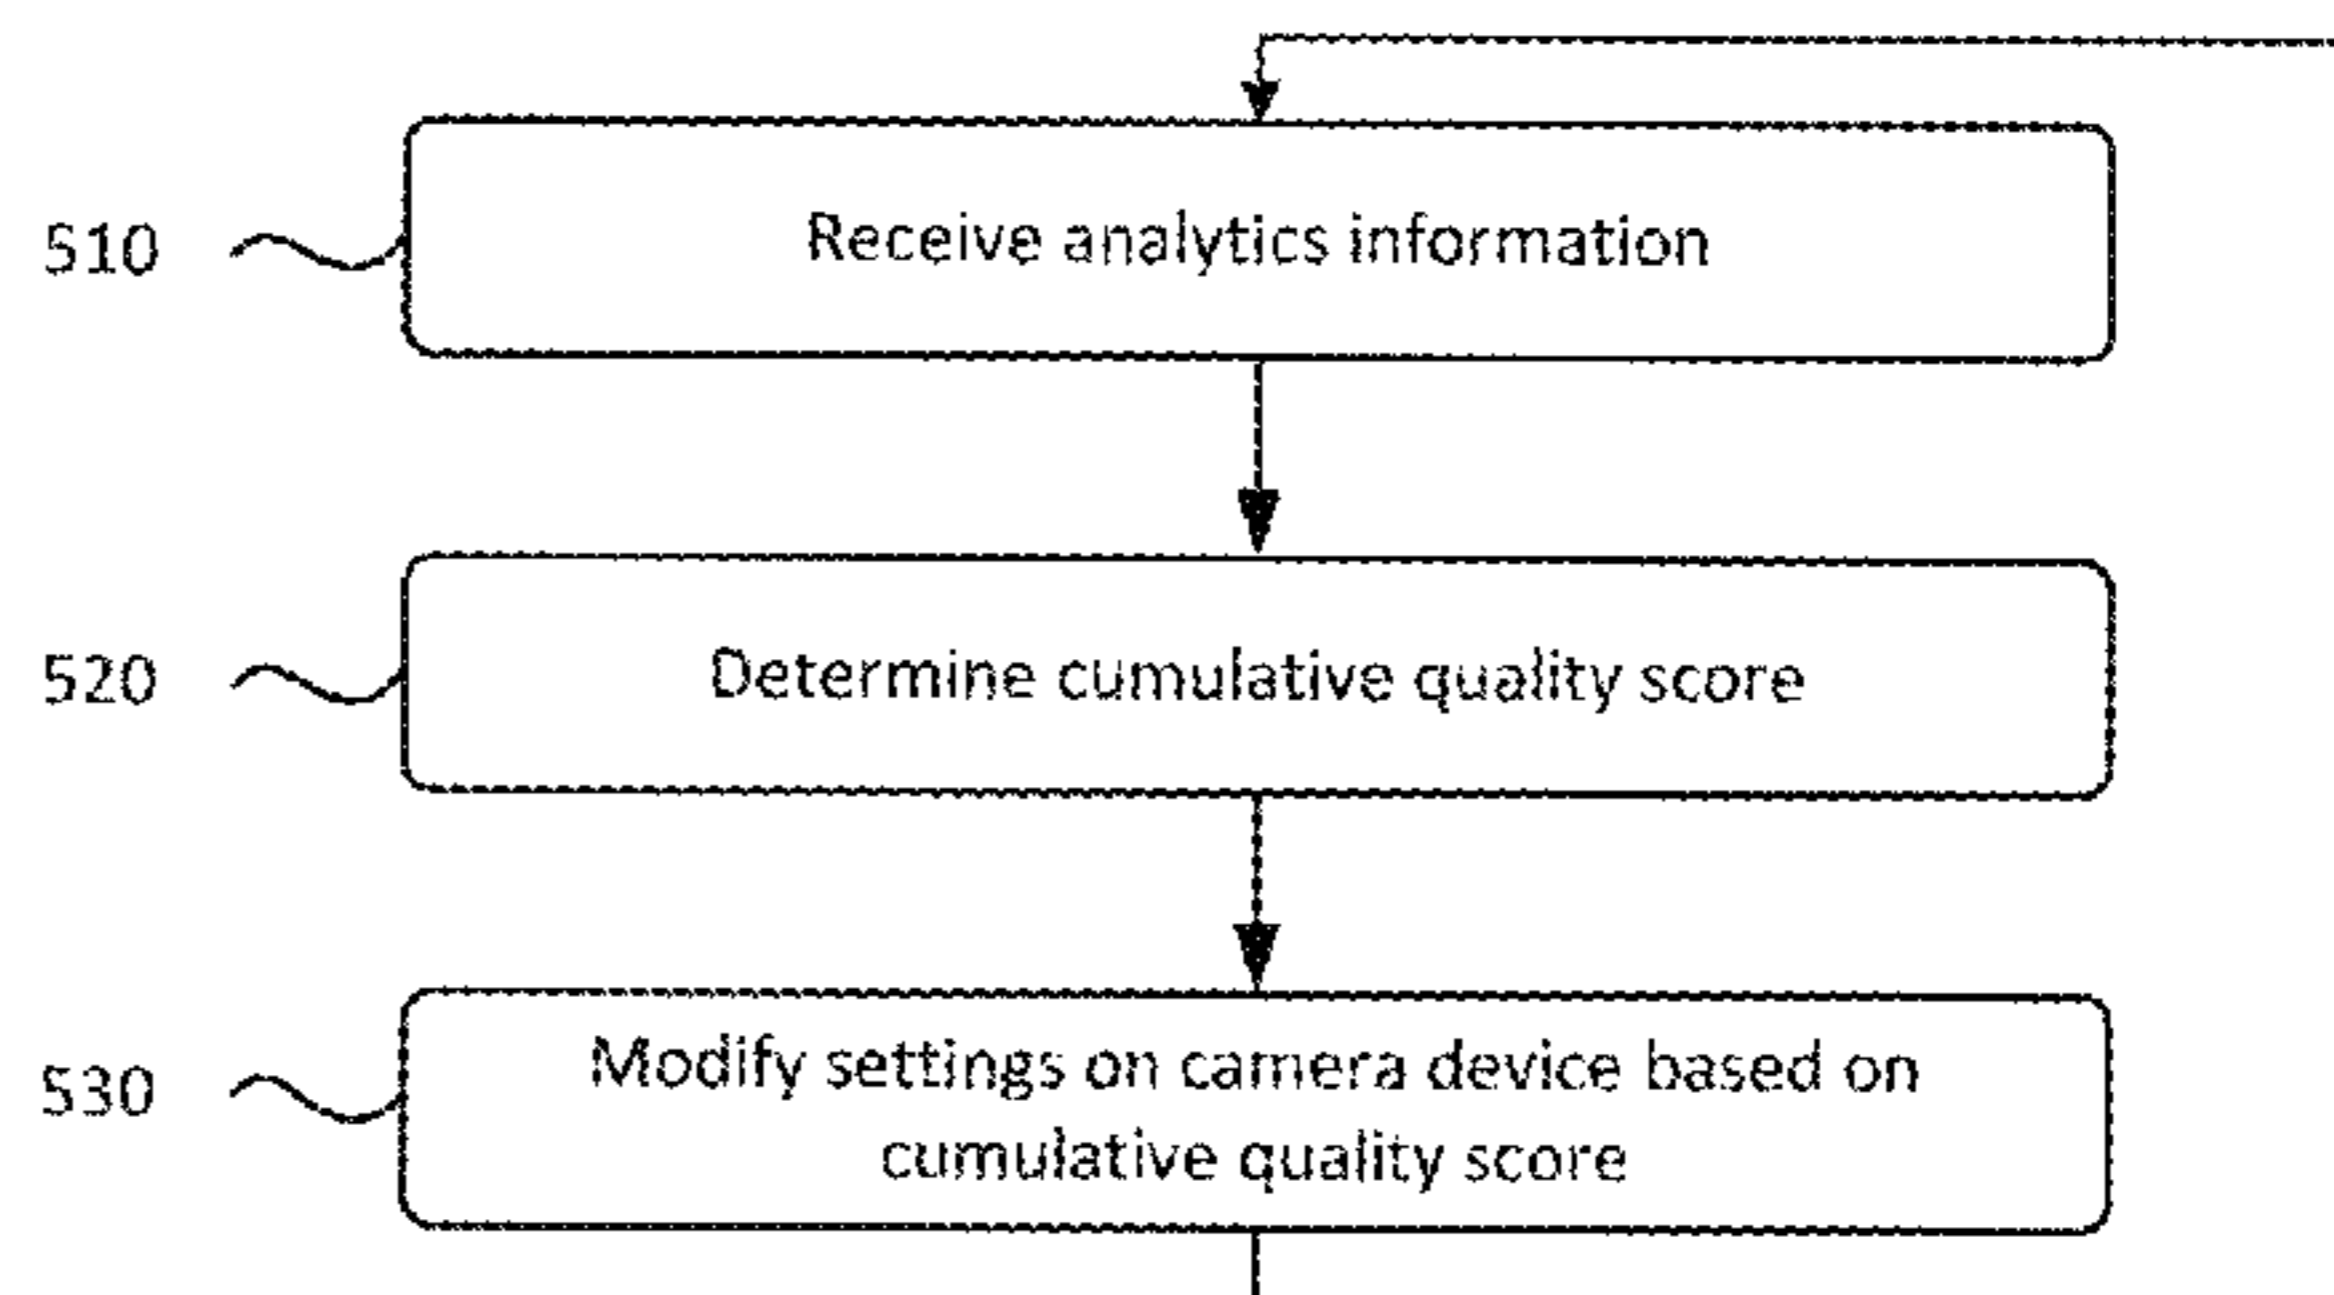 510
Receive analytics information
520
Determine cumulative quality score
530
Modify settings on camera device based on
cumulative quality score